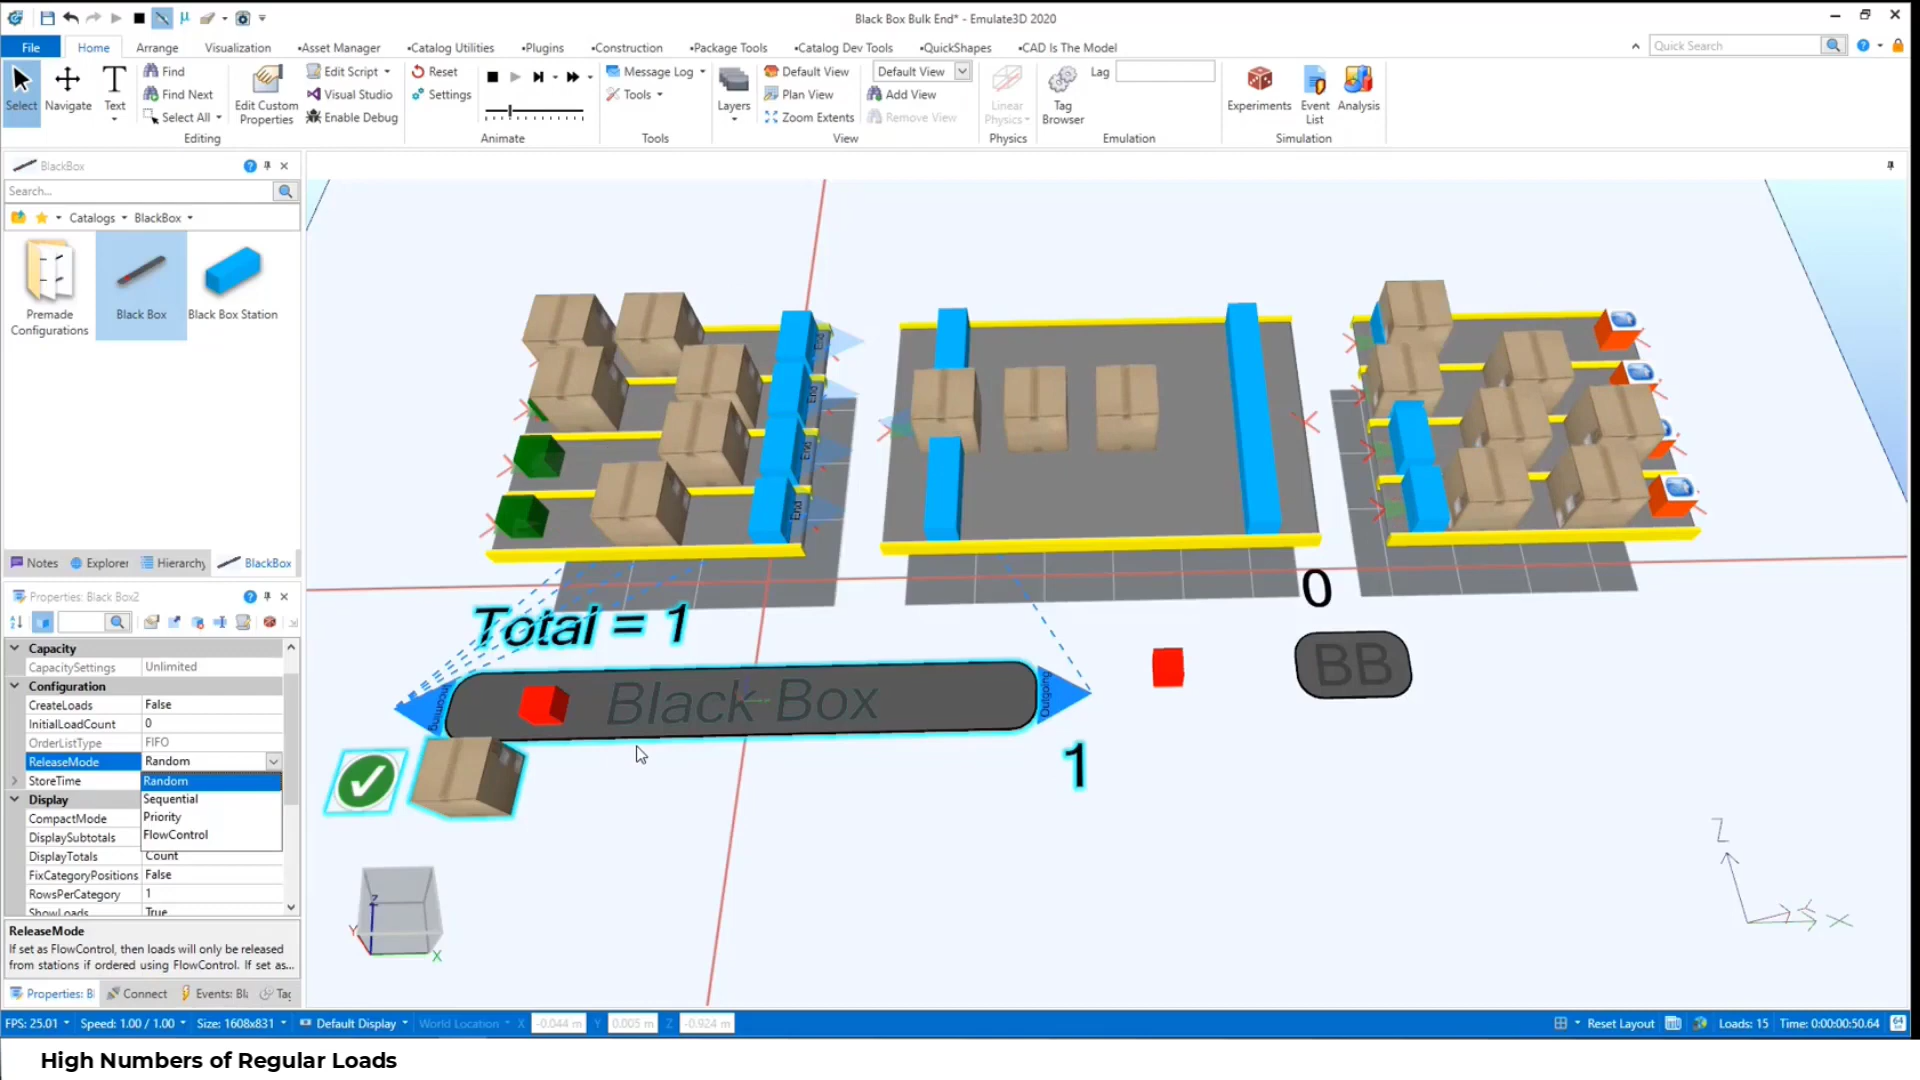 Black Box Bulk End* - Emulate3D 2020
File
Home
Arrange
Visualization
•Asset Manager
•Catalog Utilities
•Plugins
•Construction
•Package Tools
•Catalog Dev Tools
•QuickShapes
•CAD Is The Model
Quick Search
Select
Navigate
Text
Find
Find Next
Select All
Edit Custom
Properties
Edit Script
Visual Studio
Enable Debug
Editing
Reset
Settings
Animate
Message Log
Tools
Tools
Layers
Default View
Plan View
Zoom Extents
Default View
Add View
Remove View
View
Linear
Physics
Physics
Tag
Browser
Lag
Emulation
Experiments
Event
List
Analysis
Simulation
BlackBox
Search...
Catalogs
BlackBox
Premade
Configurations
Black Box
Black Box Station
Notes
Explorer
Hierarchy
BlackBox
Properties: Black Box2
Capacity
CapacitySettings Unlimited
Configuration
CreateLoads False
InitialLoadCount 0
OrderListType FIFO
ReleaseMode Random
StoreTime Random
Sequential
Priority
FlowControl
Display
CompactMode
DisplaySubtotals
DisplayTotals Count
FixCategoryPositions False
RowsPerCategory 1
ShowLoads True
ReleaseMode
If set as FlowControl, then loads will only be released
from stations if ordered using FlowControl. If set as...
Properties: Bl
Connect
Events: Bla
Tag
End
End
End
End
Total = 1
Incoming
Black Box
Outgoing
1
0
BB
Z
Y
X
Z
Y
X
FPS: 25.01
Speed: 1.00 / 1.00
Size: 1608x831
Default Display
World Location
X -0.044 m
Y 0.005 m
Z -0.924 m
Reset Layout
Loads: 15
Time: 0:00:00:50.64
64
High Numbers of Regular Loads